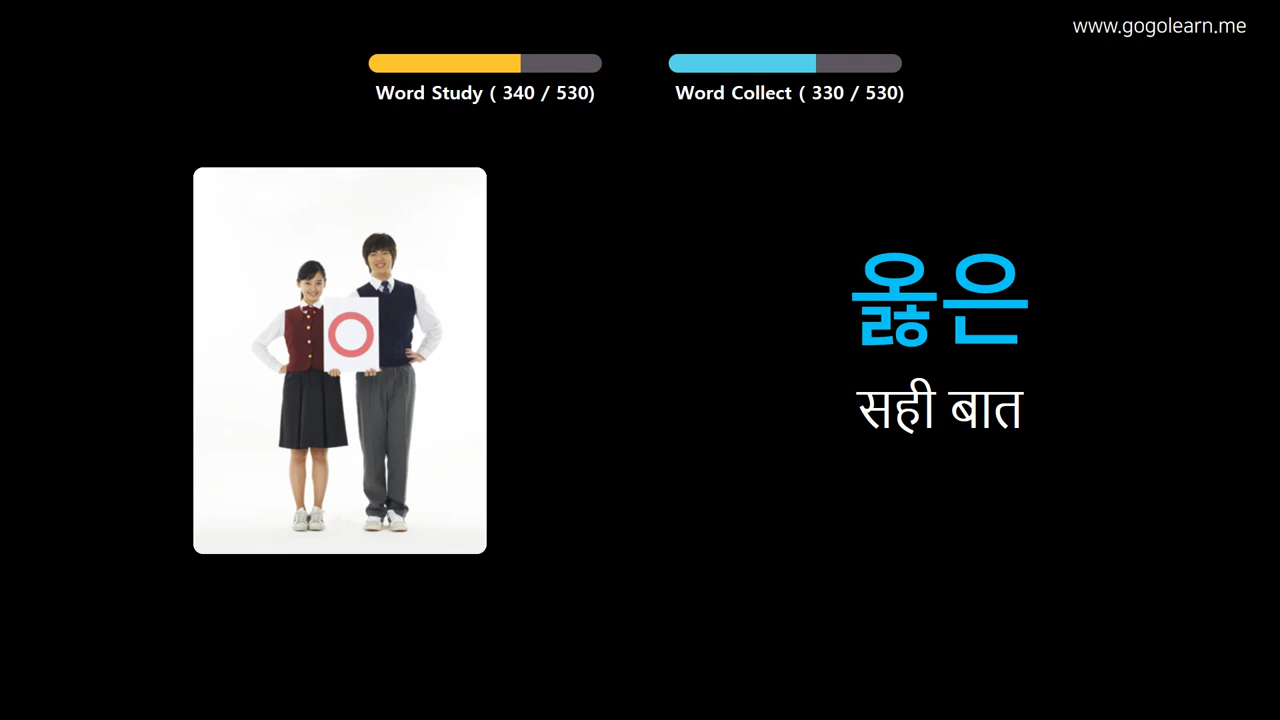 www.gogolearn.me
Word Study ( 340 / 530)
Word Collect ( 330 / 530)
옳은
सही बात